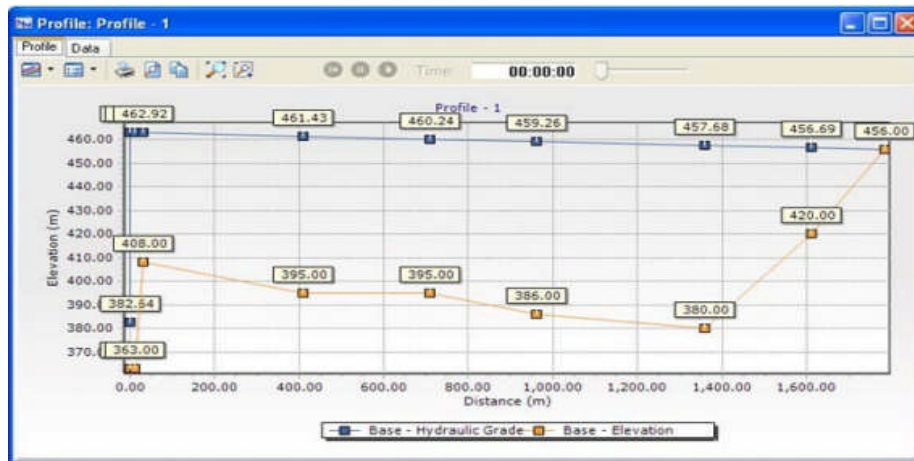 Profile: Profile - 1
Profile Data
Time: 00:00:00
Profile - 1
462.92 461.43 460.24 459.26 457.68 456.69 456.00
460.00
450.00
440.00
430.00
420.00 420.00
410.00 408.00
400.00 395.00 395.00
390. 382.64 386.00
380.00 380.00
370. 363.00
0.00 200.00 400.00 600.00 800.00 1,000.00 1,200.00 1,400.00 1,600.00
Elevation (m)
Distance (m)
Base - Hydraulic Grade Base - Elevation